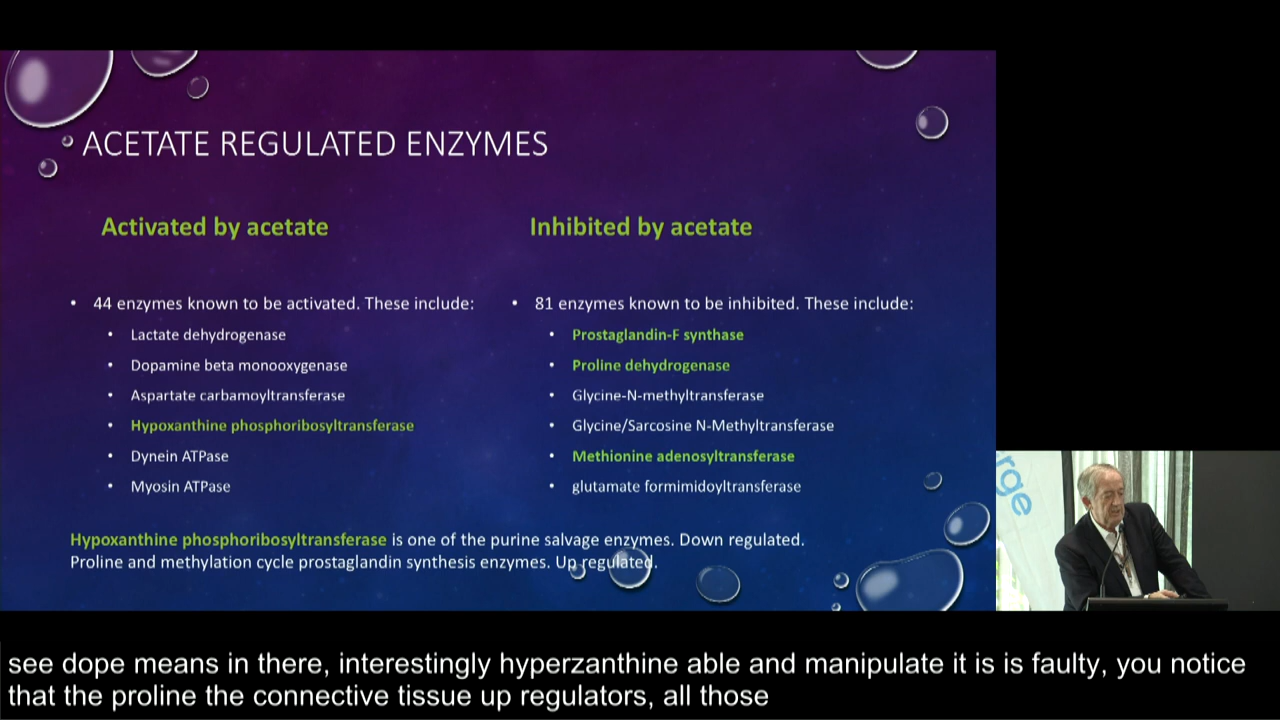 ACETATE REGULATED ENZYMES
Activated by acetate
• 44 enzymes known to be activated. These include:
• Lactate dehydrogenase
• Dopamine beta monooxygenase
• Aspartate carbamoyltransferase
• Hypoxanthine phosphoribosyltransferase
• Dynein ATPase
• Myosin ATPase
Inhibited by acetate
• 81 enzymes known to be inhibited. These include:
• Prostaglandin-F synthase
• Proline dehydrogenase
• Glycine-N-methyltransferase
• Glycine/Sarcosine N-Methyltransferase
• Methionine adenosyltransferase
• glutamate formimidoyltransferase
Hypoxanthine phosphoribosyltransferase is one of the purine salvage enzymes. Down regulated.
Proline and methylation cycle prostaglandin synthesis enzymes. Up regulated.
rge
see dope means in there, interestingly hyperzanthine able and manipulate it is is faulty, you notice
that the proline the connective tissue up regulators, all those